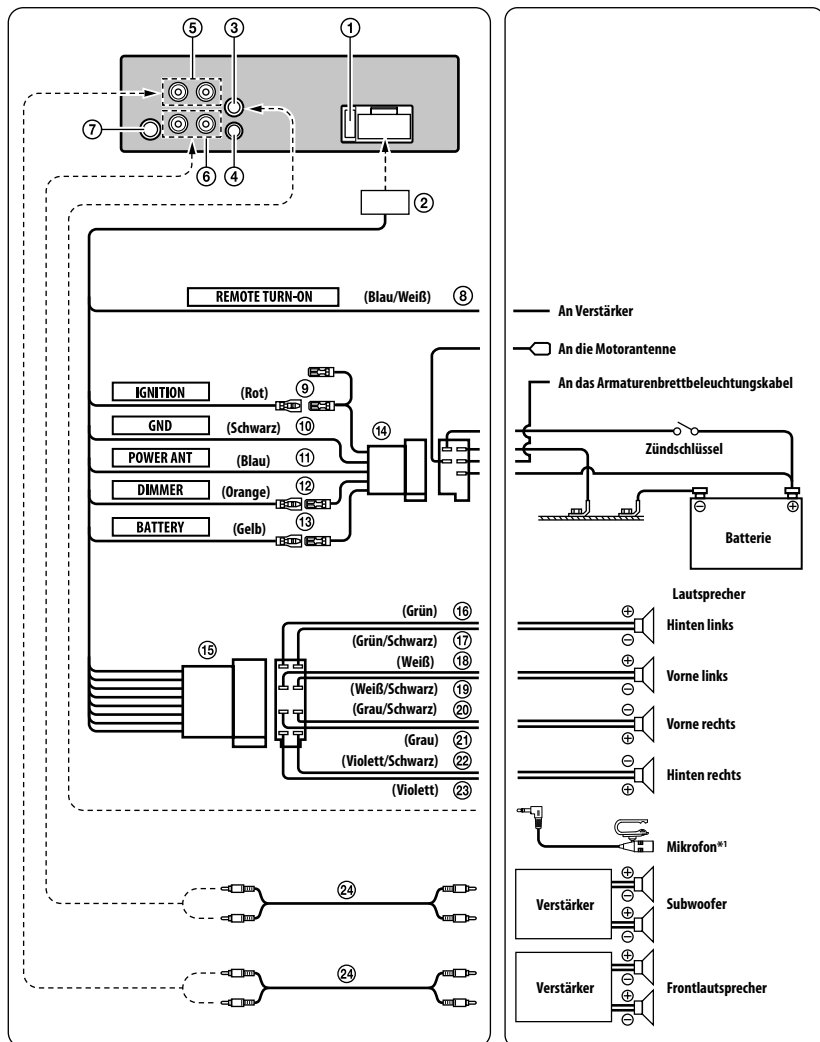 ⑤ ③ ①
⑦
⑥ ④
②
REMOTE TURN-ON (Blau/Weiß) ⑧ An Verstärker
An die Motorantenne
An das Armaturenbrettbeleuchtungskabel
IGNITION (Rot) ⑨
GND (Schwarz) ⑩ ⑭
Zündschlüssel
POWER ANT (Blau) ⑪
DIMMER (Orange) ⑫
BATTERY (Gelb) ⑬
⊖ ⊕
Batterie
Lautsprecher
(Grün) ⑯ ⊕
Hinten links
(Grün/Schwarz) ⑰ ⊖
⑮
(Weiß) ⑱ ⊕
Vorne links
(Weiß/Schwarz) ⑲ ⊖
(Grau/Schwarz) ⑳ ⊖
Vorne rechts
(Grau) ㉑ ⊕
(Violett/Schwarz) ㉒ ⊖
Hinten rechts
(Violett) ㉓ ⊕
Mikrofon*1
㉔
Verstärker ⊕ ⊖ ⊕ ⊖ Subwoofer
㉔
Verstärker ⊕ ⊖ ⊕ ⊖ Frontlautsprecher